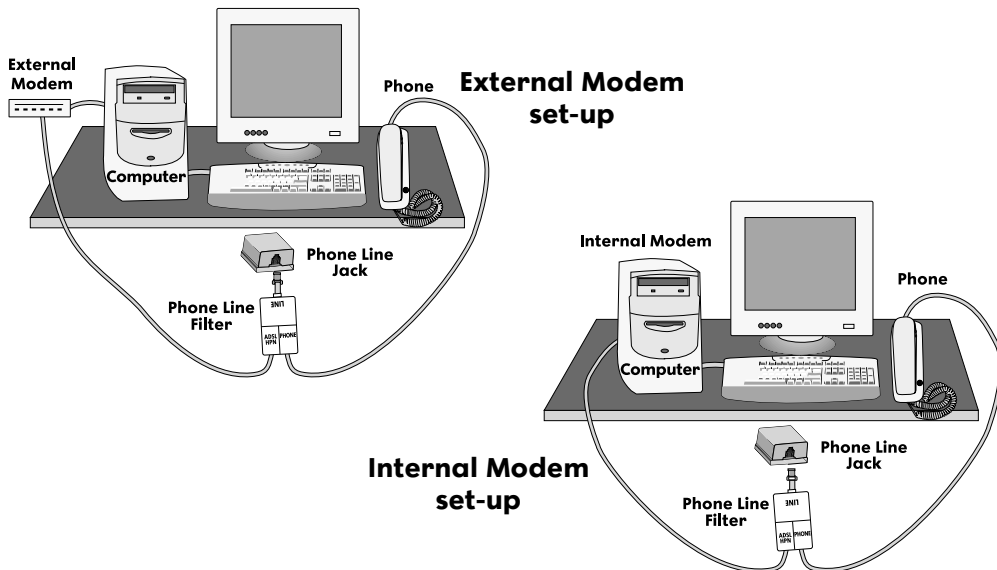 External
Modem
Phone
External Modem
set-up
Computer
Phone Line
Jack
Phone Line
Filter
LINE
ADSL
HPN
PHONE
Internal Modem
Phone
Computer
Internal Modem
set-up
Phone Line
Jack
Phone Line
Filter
LINE
ADSL
HPN
PHONE